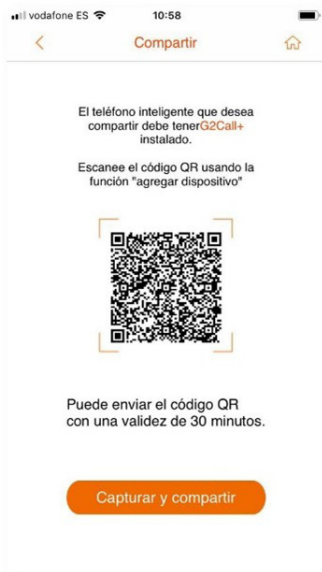 vodafone ES 10:58
Compartir
El teléfono inteligente que desea
compartir debe tenerG2Call+
instalado.
Escanee el código QR usando la
función "agregar dispositivo"
Puede enviar el código QR
con una validez de 30 minutos.
Capturar y compartir